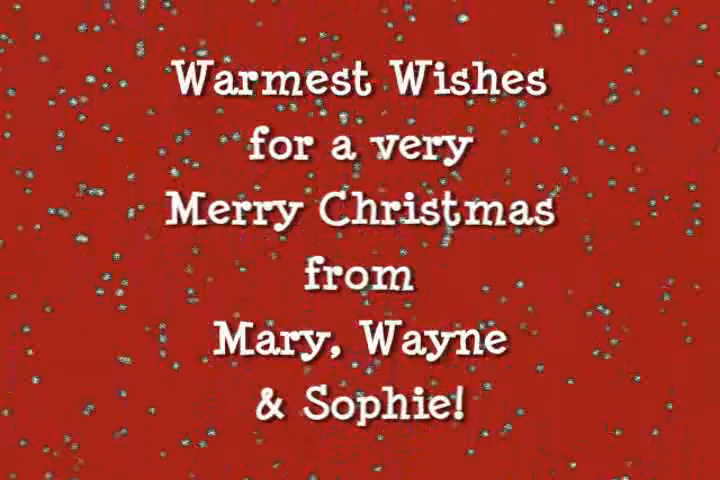 Warmest Wishes
for a very
Merry Christmas
from
Mary, Wayne
& Sophie!